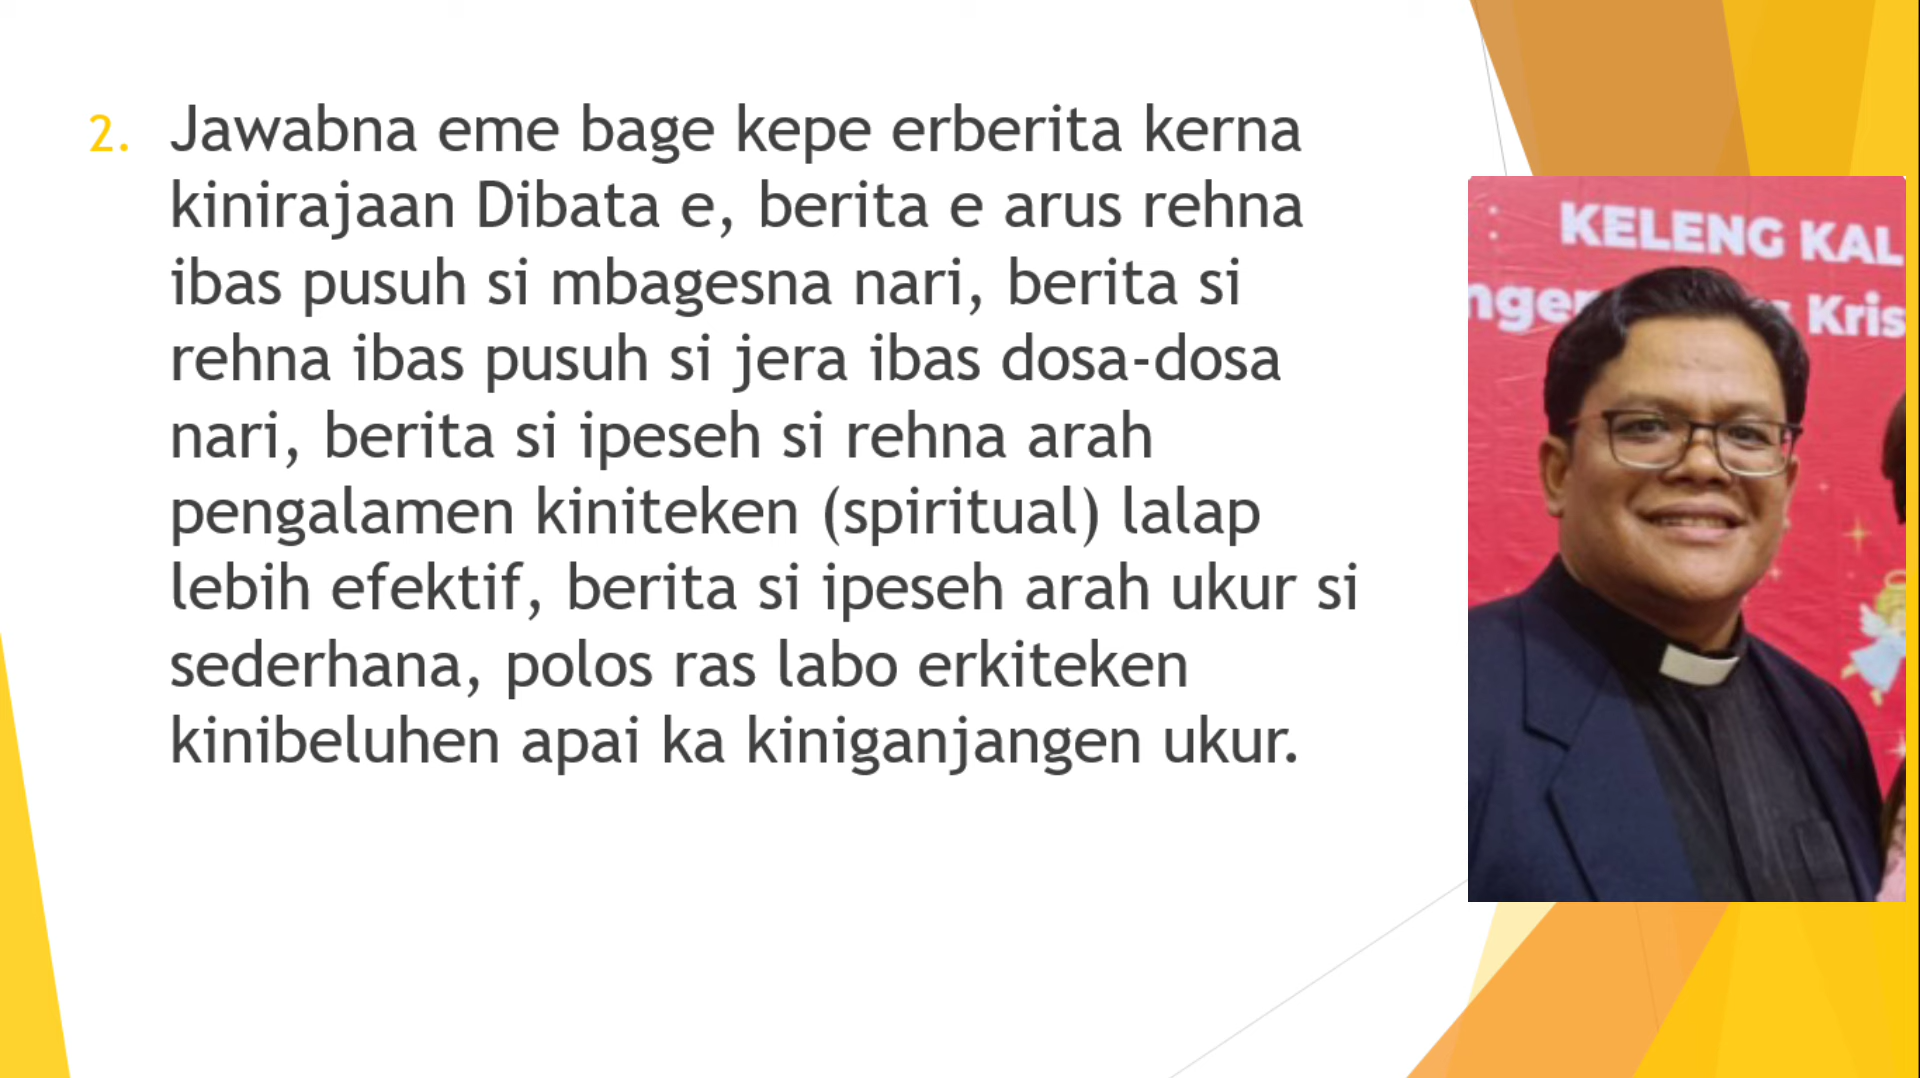 2. Jawabna eme bage kepe erberita kerna
kinirajaan Dibata e, berita e arus rehna
ibas pusuh si mbagesna nari, berita si
rehna ibas pusuh si jera ibas dosa-dosa
nari, berita si ipeseh si rehna arah
pengalamen kiniteken (spiritual) lalap
lebih efektif, berita si ipeseh arah ukur si
sederhana, polos ras labo erkiteken
kinibeluhen apai ka kiniganjangen ukur.
KELENG KAL
Kris